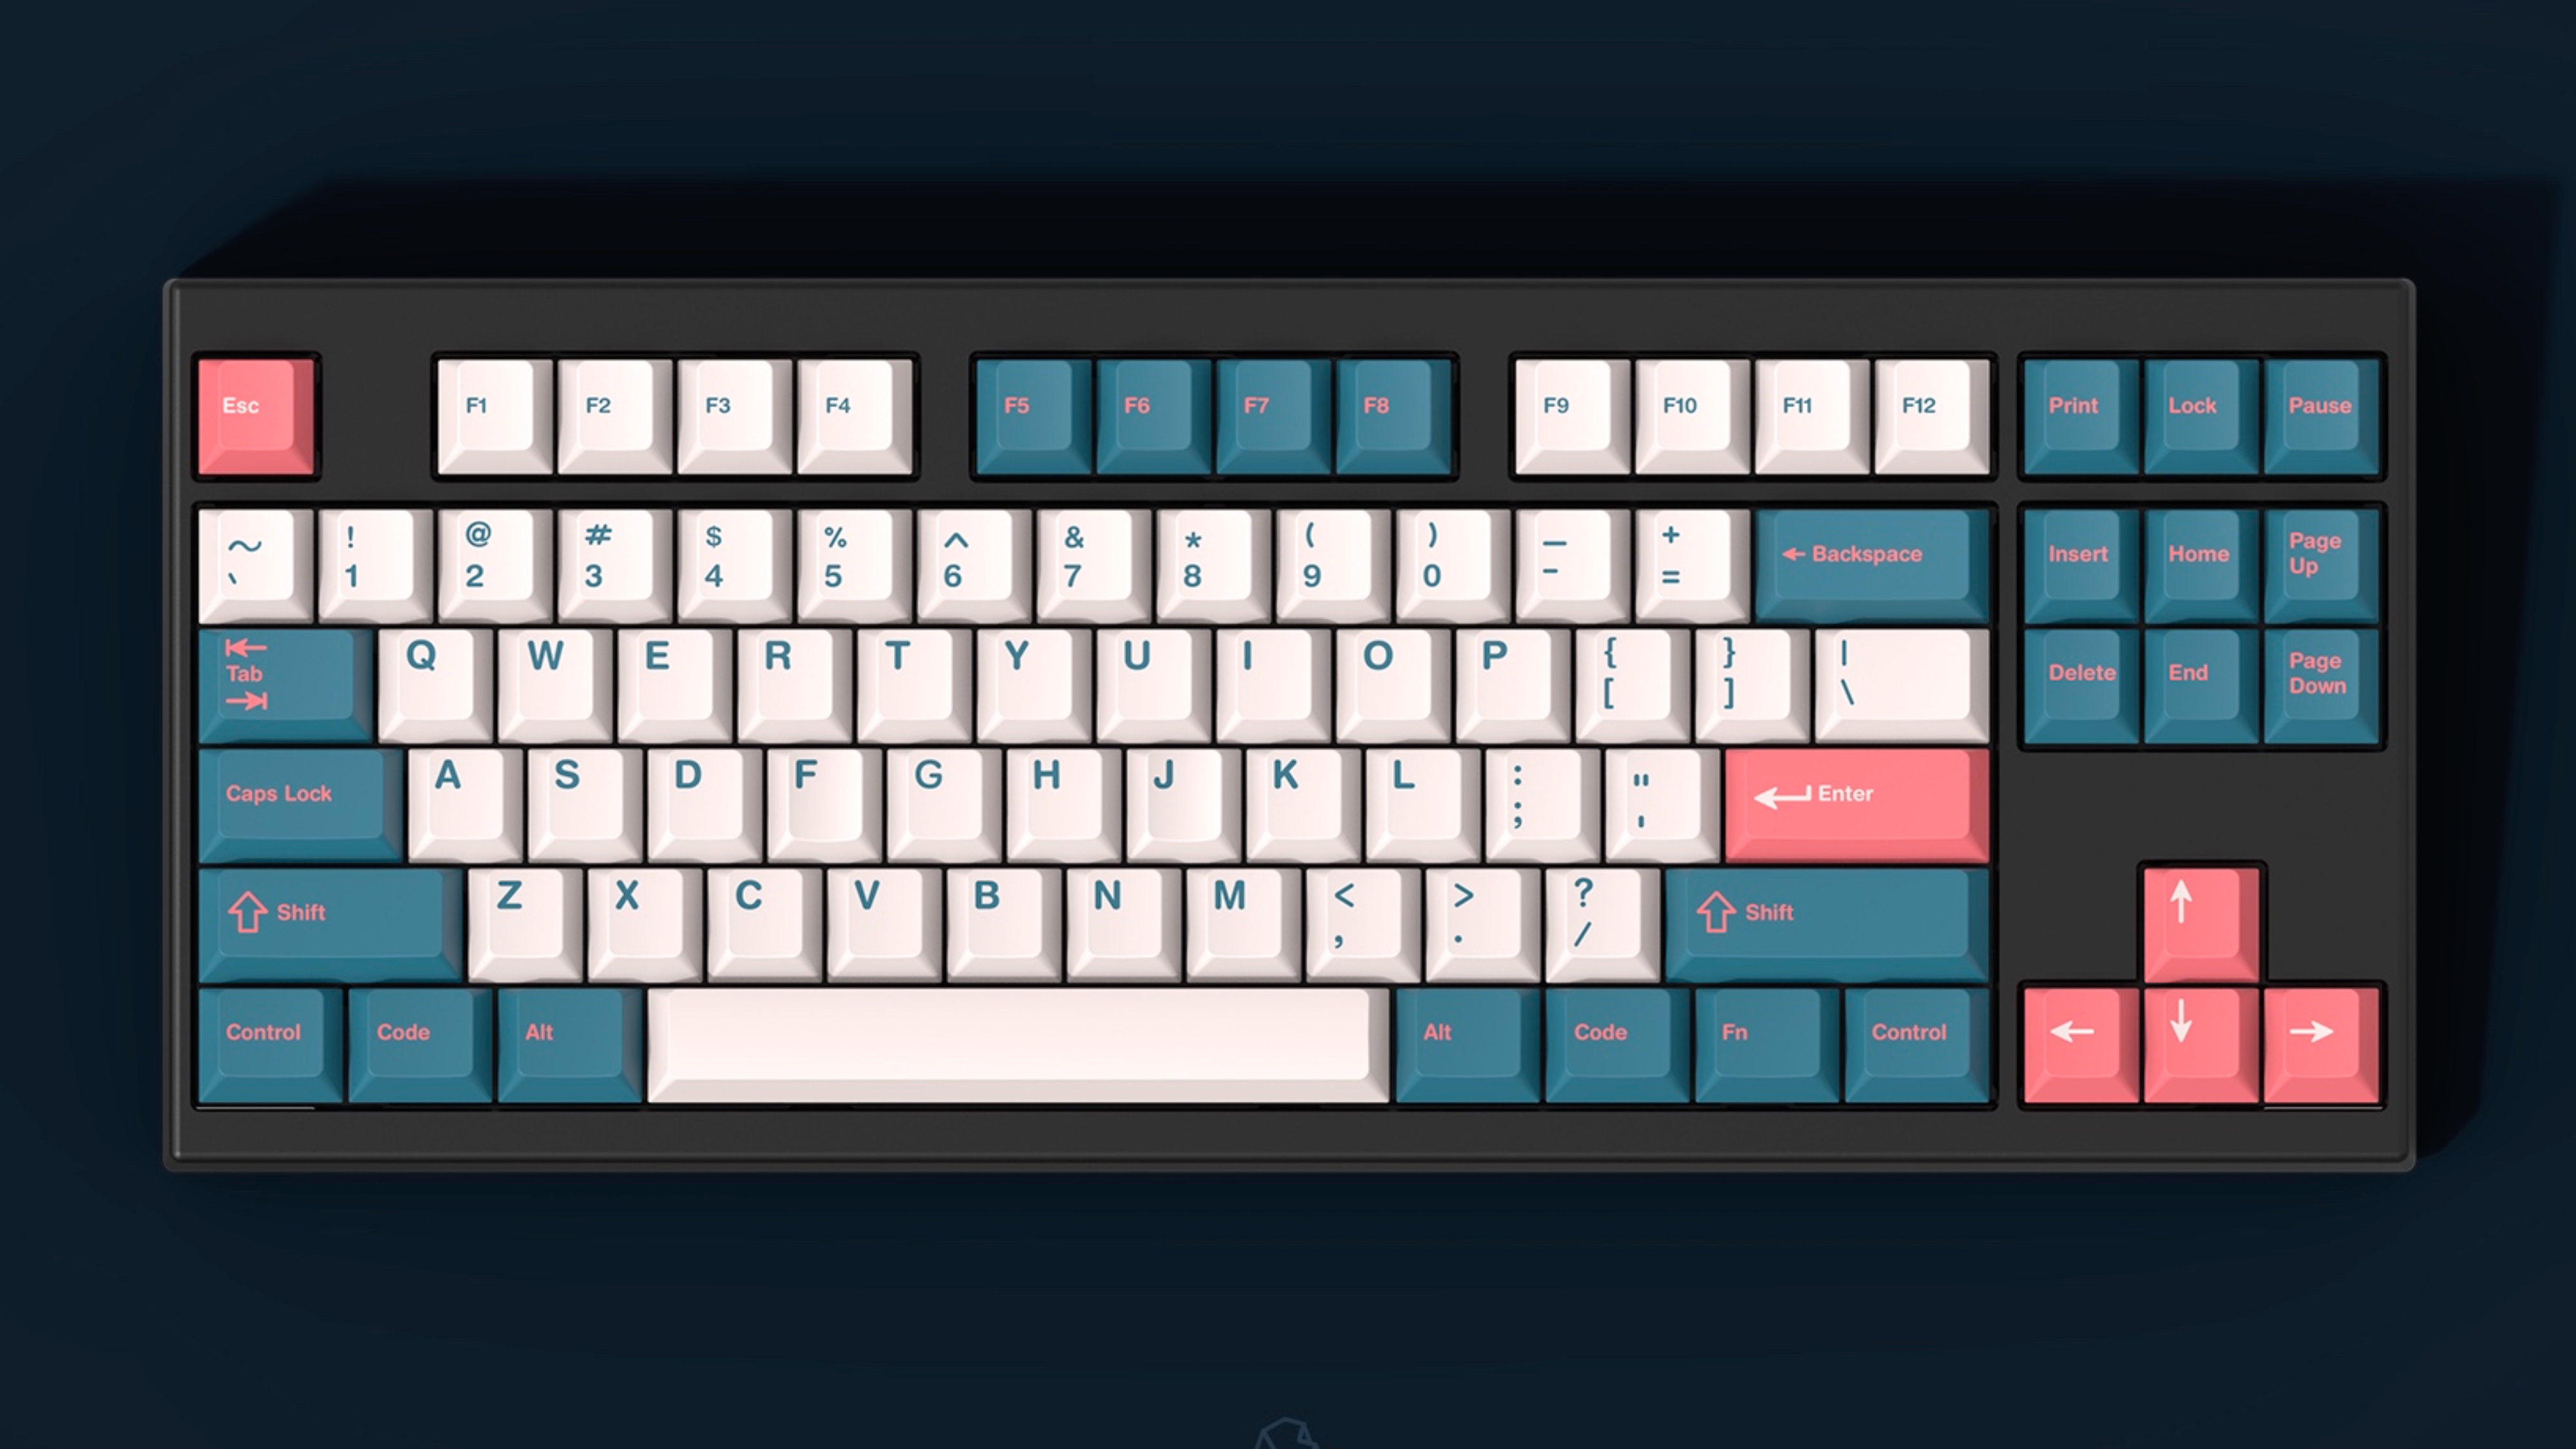 Esc F1 F2 F3 F4 F5 F6 F7 F8 F9 F10 F11 F12 Print Lock Pause
~ ! @ # $ % ^ & * ( ) — +
` 1 2 3 4 5 6 7 8 9 0 - = ← Backspace Insert Home Page Up
⇤ Tab ⇥ Q W E R T Y U I O P { [ } ] | \ Delete End Page Down
Caps Lock A S D F G H J K L : ; " ' ↵ Enter
⇧ Shift Z X C V B N M < , > . ? / ⇧ Shift ↑
Control Code Alt Alt Code Fn Control ← ↓ →